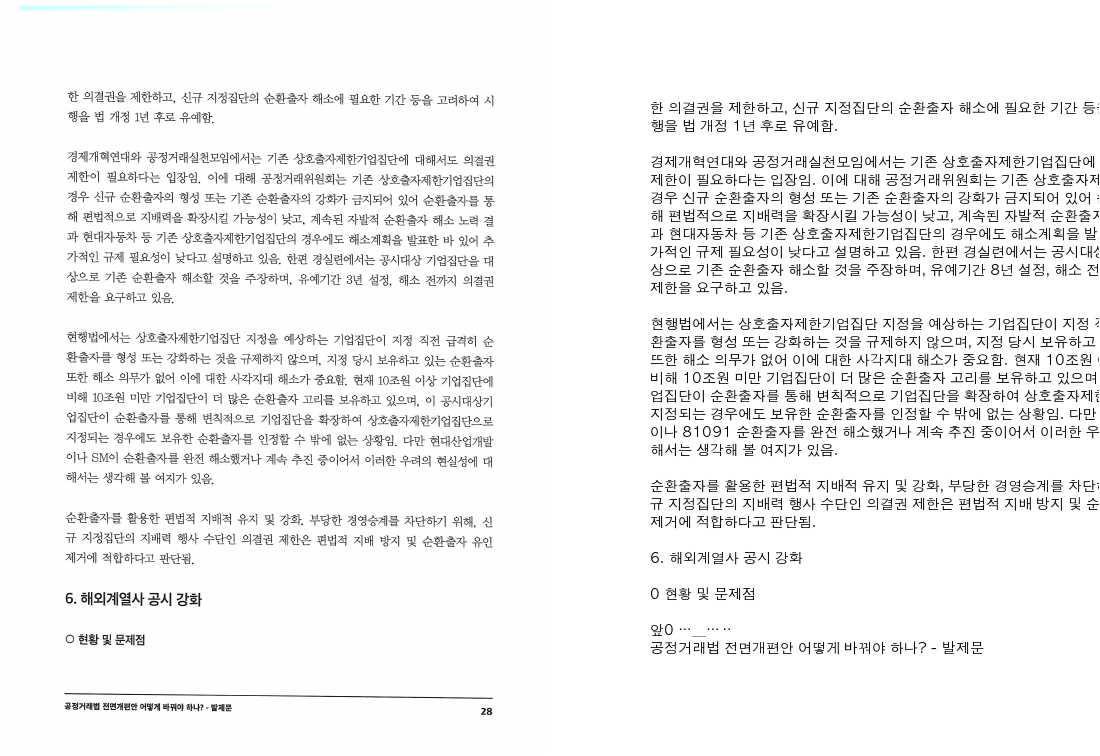 한 의결권을 제한하고, 신규 지정집단의 순환출자 해소에 필요한 기간 등을 고려하여 시
행을 법 개정 1년 후로 유예함.
경제개혁연대와 공정거래실천모임에서는 기존 상호출자제한기업집단에 대해서도 의결권
제한이 필요하다는 입장임. 이에 대해 공정거래위원회는 기존 상호출자제한기업집단의
경우 신규 순환출자의 형성 또는 기존 순환출자의 강화가 금지되어 있어 순환출자를 통
해 편법적으로 지배력을 확장시킬 가능성이 낮고, 계속된 자발적 순환출자 해소 노력 결
과 현대자동차 등 기존 상호출자제한기업집단의 경우에도 해소계획을 발표한 바 있어 추
가적인 규제 필요성이 낮다고 설명하고 있음. 한편 경실련에서는 공시대상 기업집단을 대
상으로 기존 순환출자 해소할 것을 주장하며, 유예기간 3년 설정, 해소 전까지 의결권
제한을 요구하고 있음.
현행법에서는 상호출자제한기업집단 지정을 예상하는 기업집단이 지정 직전 급격히 순
환출자를 형성 또는 강화하는 것을 규제하지 않으며, 지정 당시 보유하고 있는 순환출자
또한 해소 의무가 없어 이에 대한 사각지대 해소가 중요함. 현재 10조원 이상 기업집단에
비해 10조원 미만 기업집단이 더 많은 순환출자 고리를 보유하고 있으며, 이 공시대상기
업집단이 순환출자를 통해 변칙적으로 기업집단을 확장하여 상호출자제한기업집단으로
지정되는 경우에도 보유한 순환출자를 인정할 수 밖에 없는 상황임. 다만 현대산업개발
이나 SM이 순환출자를 완전 해소했거나 계속 추진 중이어서 이러한 우려의 현실성에 대
해서는 생각해 볼 여지가 있음.
순환출자를 활용한 편법적 지배적 유지 및 강화, 부당한 경영승계를 차단하기 위해, 신
규 지정집단의 지배력 행사 수단인 의결권 제한은 편법적 지배 방지 및 순환출자 유인
제거에 적합하다고 판단됨.
6. 해외계열사 공시 강화
○ 현황 및 문제점
공정거래법 전면개편안 어떻게 바꿔야 하나? - 발제문
28
한 의결권을 제한하고, 신규 지정집단의 순환출자 해소에 필요한 기간 등을
행을 법 개정 1년 후로 유예함.
경제개혁연대와 공정거래실천모임에서는 기존 상호출자제한기업집단에
제한이 필요하다는 입장임. 이에 대해 공정거래위원회는 기존 상호출자제
경우 신규 순환출자의 형성 또는 기존 순환출자의 강화가 금지되어 있어
해 편법적으로 지배력을 확장시킬 가능성이 낮고, 계속된 자발적 순환출자
과 현대자동차 등 기존 상호출자제한기업집단의 경우에도 해소계획을 발
가적인 규제 필요성이 낮다고 설명하고 있음. 한편 경실련에서는 공시대상
상으로 기존 순환출자 해소할 것을 주장하며, 유예기간 8년 설정, 해소 전
제한을 요구하고 있음.
현행법에서는 상호출자제한기업집단 지정을 예상하는 기업집단이 지정
환출자를 형성 또는 강화하는 것을 규제하지 않으며, 지정 당시 보유하고
뜨한 해소 의무가 없어 이에 대한 사각지대 해소가 중요함. 현재 10조원
비해 10조원 미만 기업집단이 더 많은 순환출자 고리를 보유하고 있으며
업집단이 순환출자를 통해 변칙적으로 기업집단을 확장하여 상호출자제한
지정되는 경우에도 보유한 순환출자를 인정할 수 밖에 없는 상황임. 다만
이나 81091 순환출자를 완전 해소했거나 계속 추진 중이어서 이러한 우
해서는 생각해 볼 여지가 있음.
순환출자를 활용한 편법적 지배적 유지 및 강화, 부당한 경영승계를 차단
규 지정집단의 지배력 행사 수단인 의결권 제한은 편법적 지배 방지 및 순
제거에 적합하다고 판단됨.
6. 해외계열사 공시 강화
0 현황 및 문제점
앞0 …__… ..
공정거래법 전면개편안 어떻게 바꿔야 하나? - 발제문